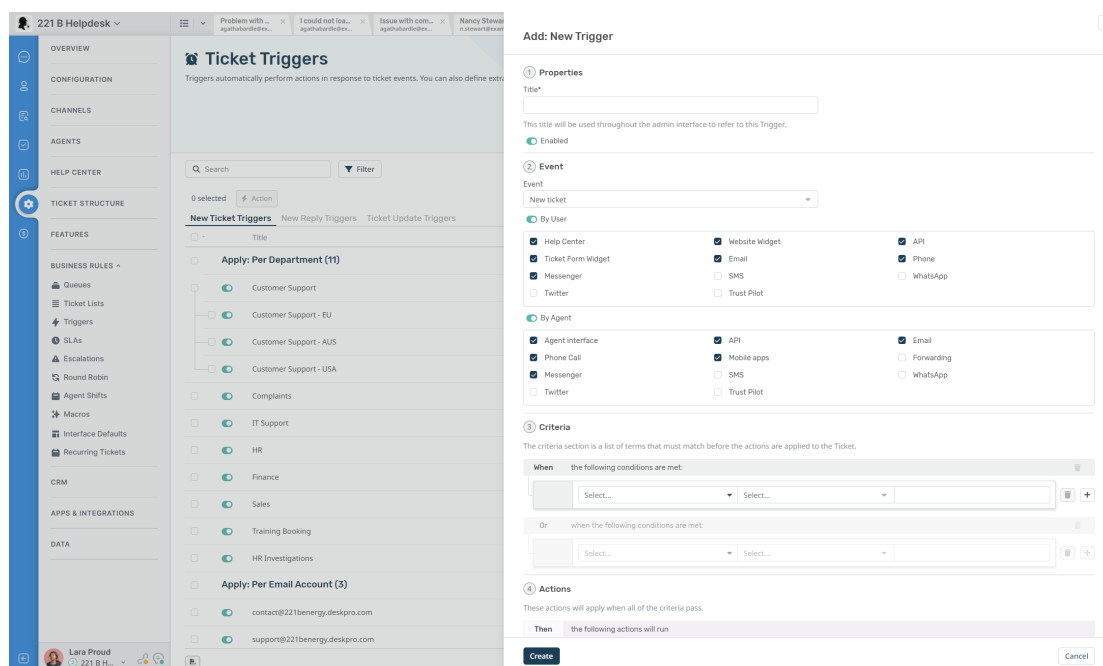 221 B Helpdesk
Problem with ...
agathabardle@ex...
I could not loa...
agathabardle@ex...
Issue with com...
agathabardle@ex...
Nancy Stewar
n.stewart@exam
OVERVIEW
CONFIGURATION
CHANNELS
AGENTS
HELP CENTER
TICKET STRUCTURE
FEATURES
BUSINESS RULES
Queues
Ticket Lists
Triggers
SLAs
Escalations
Round Robin
Agent Shifts
Macros
Interface Defaults
Recurring Tickets
CRM
APPS & INTEGRATIONS
DATA
Lara Proud
221 B H...
Ticket Triggers
Triggers automatically perform actions in response to ticket events. You can also define extra
Search
Filter
0 selected
Action
New Ticket Triggers New Reply Triggers Ticket Update Triggers
Title
Apply: Per Department (11)
Customer Support
Customer Support - EU
Customer Support - AUS
Customer Support - USA
Complaints
IT Support
HR
Finance
Sales
Training Booking
HR Investigations
Apply: Per Email Account (3)
contact@221benergy.deskpro.com
support@221benergy.deskpro.com
Add: New Trigger
1 Properties
Title*
This title will be used throughout the admin interface to refer to this Trigger.
Enabled
2 Event
Event
New ticket
By User
Help Center Website Widget API
Ticket Form Widget Email Phone
Messenger SMS WhatsApp
Twitter Trust Pilot
By Agent
Agent interface API Email
Phone Call Mobile apps Forwarding
Messenger SMS WhatsApp
Twitter Trust Pilot
3 Criteria
The criteria section is a list of terms that must match before the actions are applied to the Ticket.
When the following conditions are met:
Select... Select...
Or when the following conditions are met:
Select... Select...
4 Actions
These actions will apply when all of the criteria pass.
Then the following actions will run
Create
Cancel